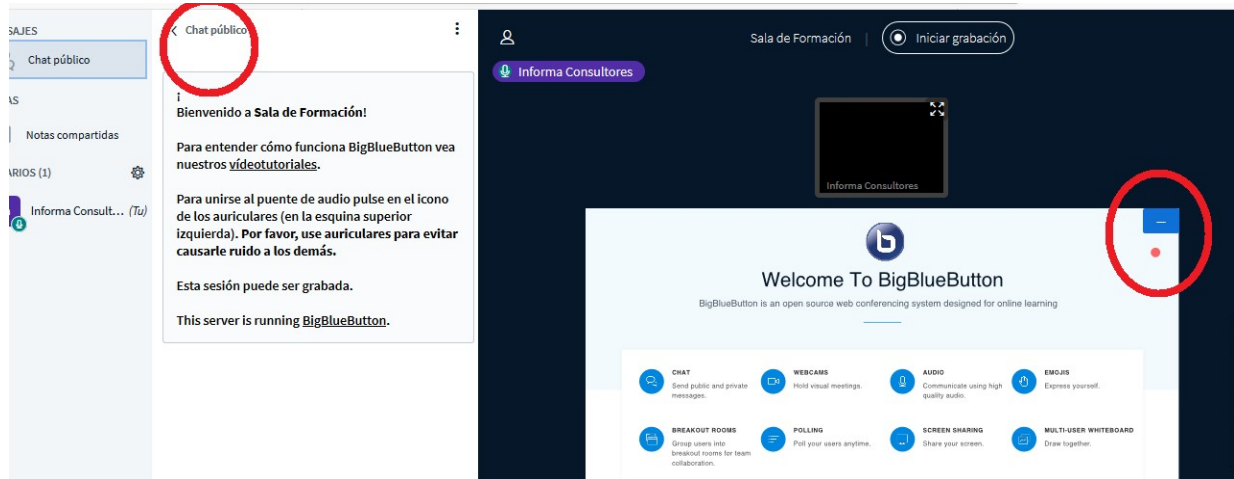 SAJES
Chat público
AS
Notas compartidas
ARIOS (1)
Informa Consult... (Tu)
Chat público
¡
Bienvenido a Sala de Formación!
Para entender cómo funciona BigBlueButton vea
nuestros vídeotutoriales.
Para unirse al puente de audio pulse en el icono
de los auriculares (en la esquina superior
izquierda). Por favor, use auriculares para evitar
causarle ruido a los demás.
Esta sesión puede ser grabada.
This server is running BigBlueButton.
Sala de Formación | Iniciar grabación
Informa Consultores
Informa Consultores
b
Welcome To BigBlueButton
BigBlueButton is an open source web conferencing system designed for online learning
CHAT
Send public and private
messages.
WEBCAMS
Hold visual meetings.
AUDIO
Communicate using high
quality audio.
EMOJIS
Express yourself.
BREAKOUT ROOMS
Group users into
breakout rooms for team
collaboration.
POLLING
Poll your users anytime.
SCREEN SHARING
Share your screen.
MULTI-USER WHITEBOARD
Draw together.